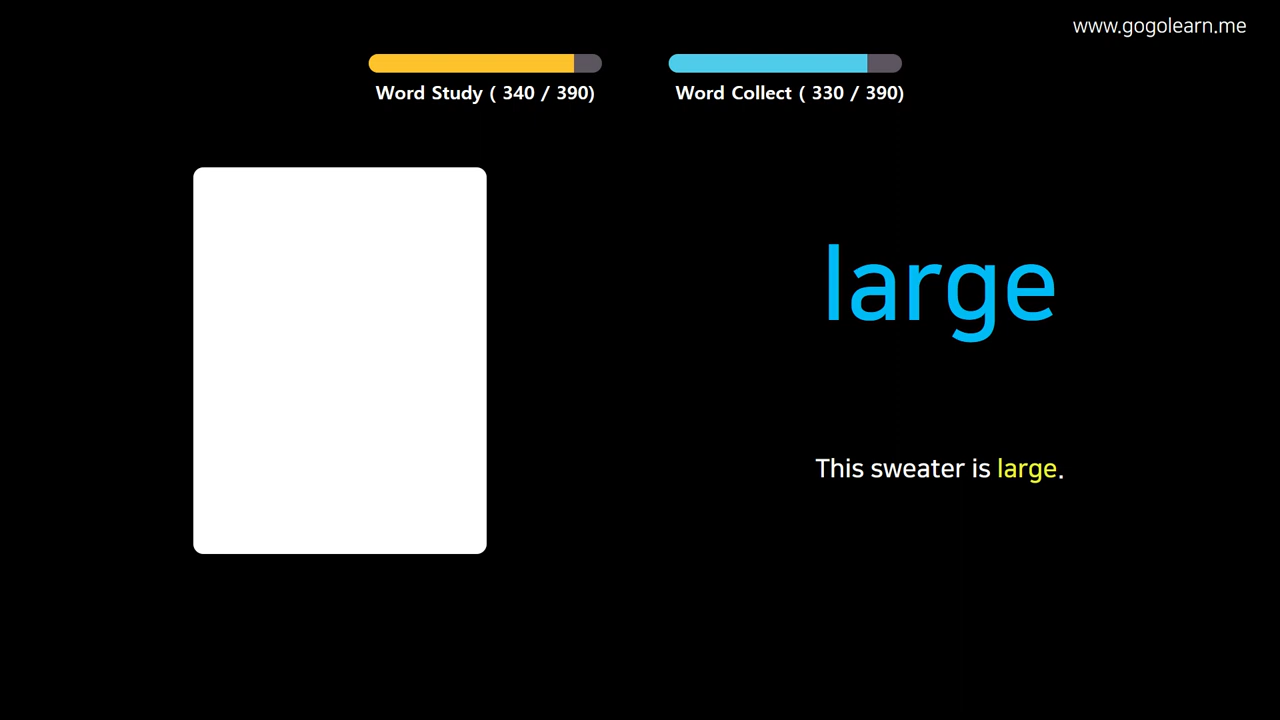 www.gogolearn.me
Word Study ( 340 / 390)
Word Collect ( 330 / 390)
large
This sweater is large.